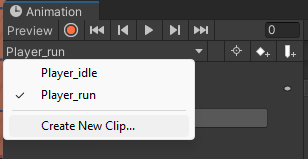 Animation
Preview 0
Player_run
Player_idle
Player_run
Create New Clip...